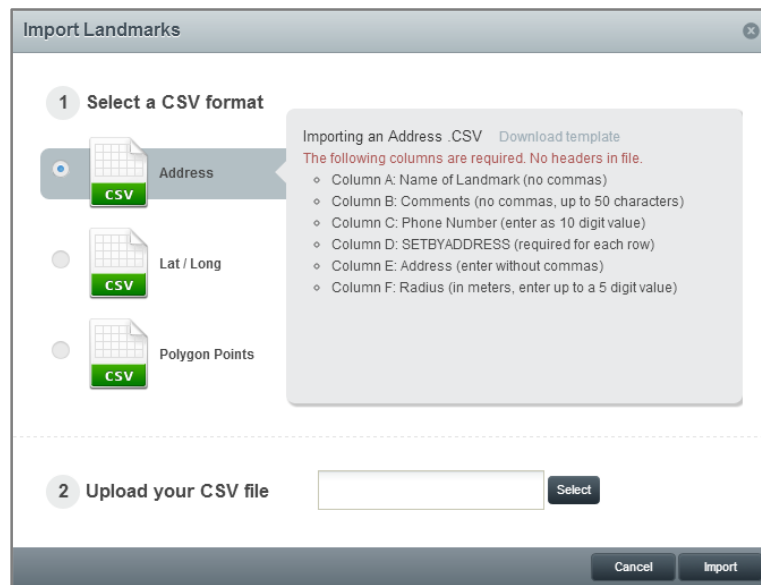 Import Landmarks
1 Select a CSV format
CSV Address
CSV Lat / Long
CSV Polygon Points
Importing an Address .CSV Download template
The following columns are required. No headers in file.
Column A: Name of Landmark (no commas)
Column B: Comments (no commas, up to 50 characters)
Column C: Phone Number (enter as 10 digit value)
Column D: SETBYADDRESS (required for each row)
Column E: Address (enter without commas)
Column F: Radius (in meters, enter up to a 5 digit value)
2 Upload your CSV file Select
Cancel Import